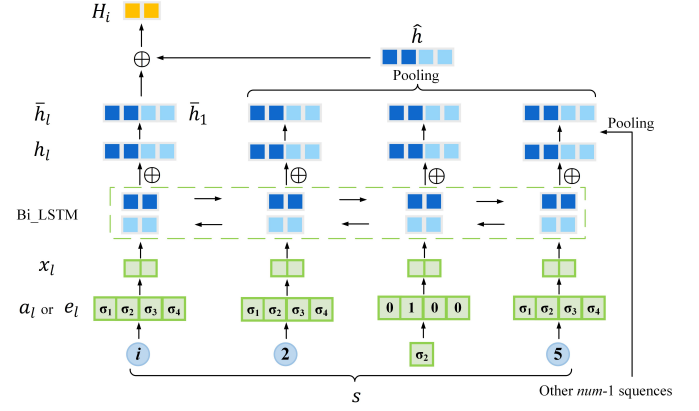 H_i
ĥ
Pooling
h̄_l
h̄_1
Pooling
h_l
Bi_LSTM
x_l
a_l or e_l
σ₁ σ₂ σ₃ σ₄
σ₁ σ₂ σ₃ σ₄
0 1 0 0
σ₁ σ₂ σ₃ σ₄
i
2
σ₂
5
s
Other num-1 squences